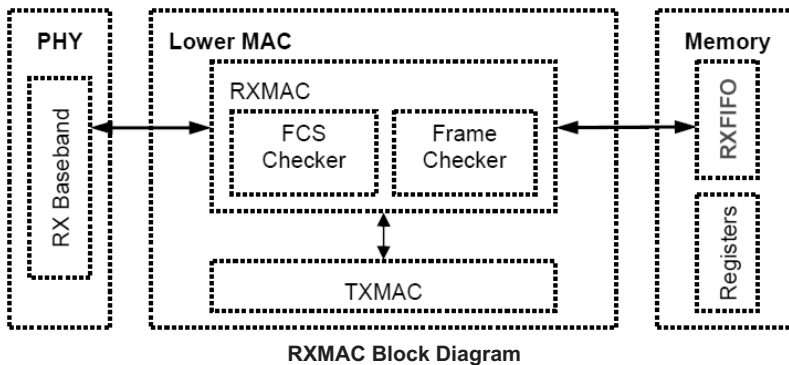 PHY
RX Baseband
Lower MAC
RXMAC
FCS
Checker
Frame
Checker
TXMAC
Memory
RXFIFO
Registers
RXMAC Block Diagram